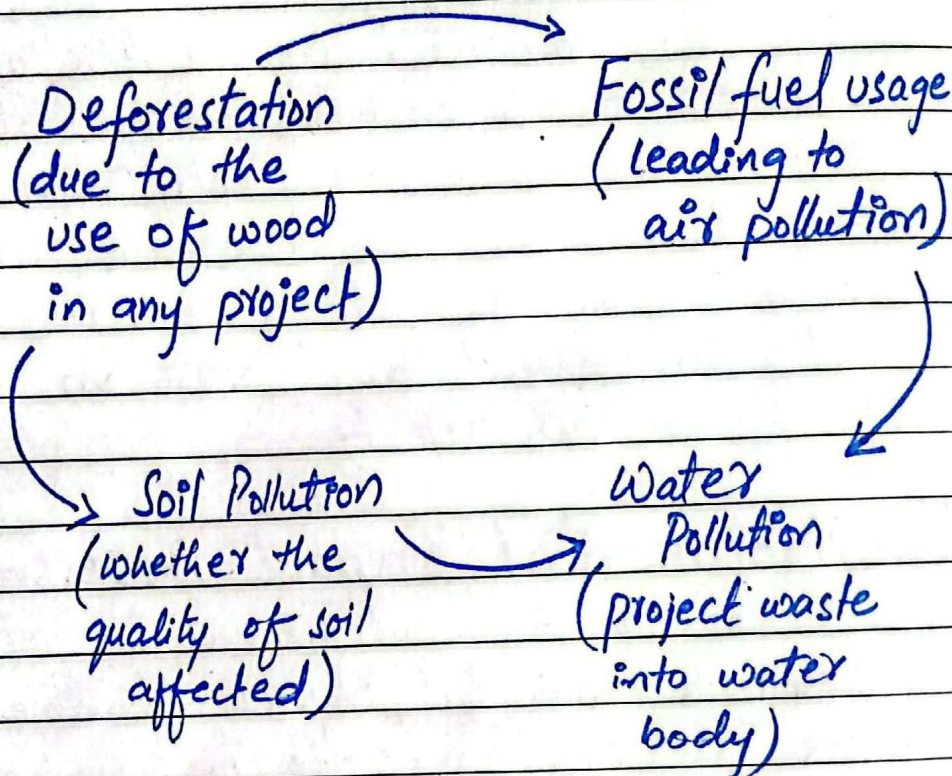 Deforestation
(due to the
use of wood
in any project)
Fossil fuel usage
(leading to
air pollution)
Soil Pollution
(whether the
quality of soil
affected)
Water
Pollution
(project waste
into water
body)